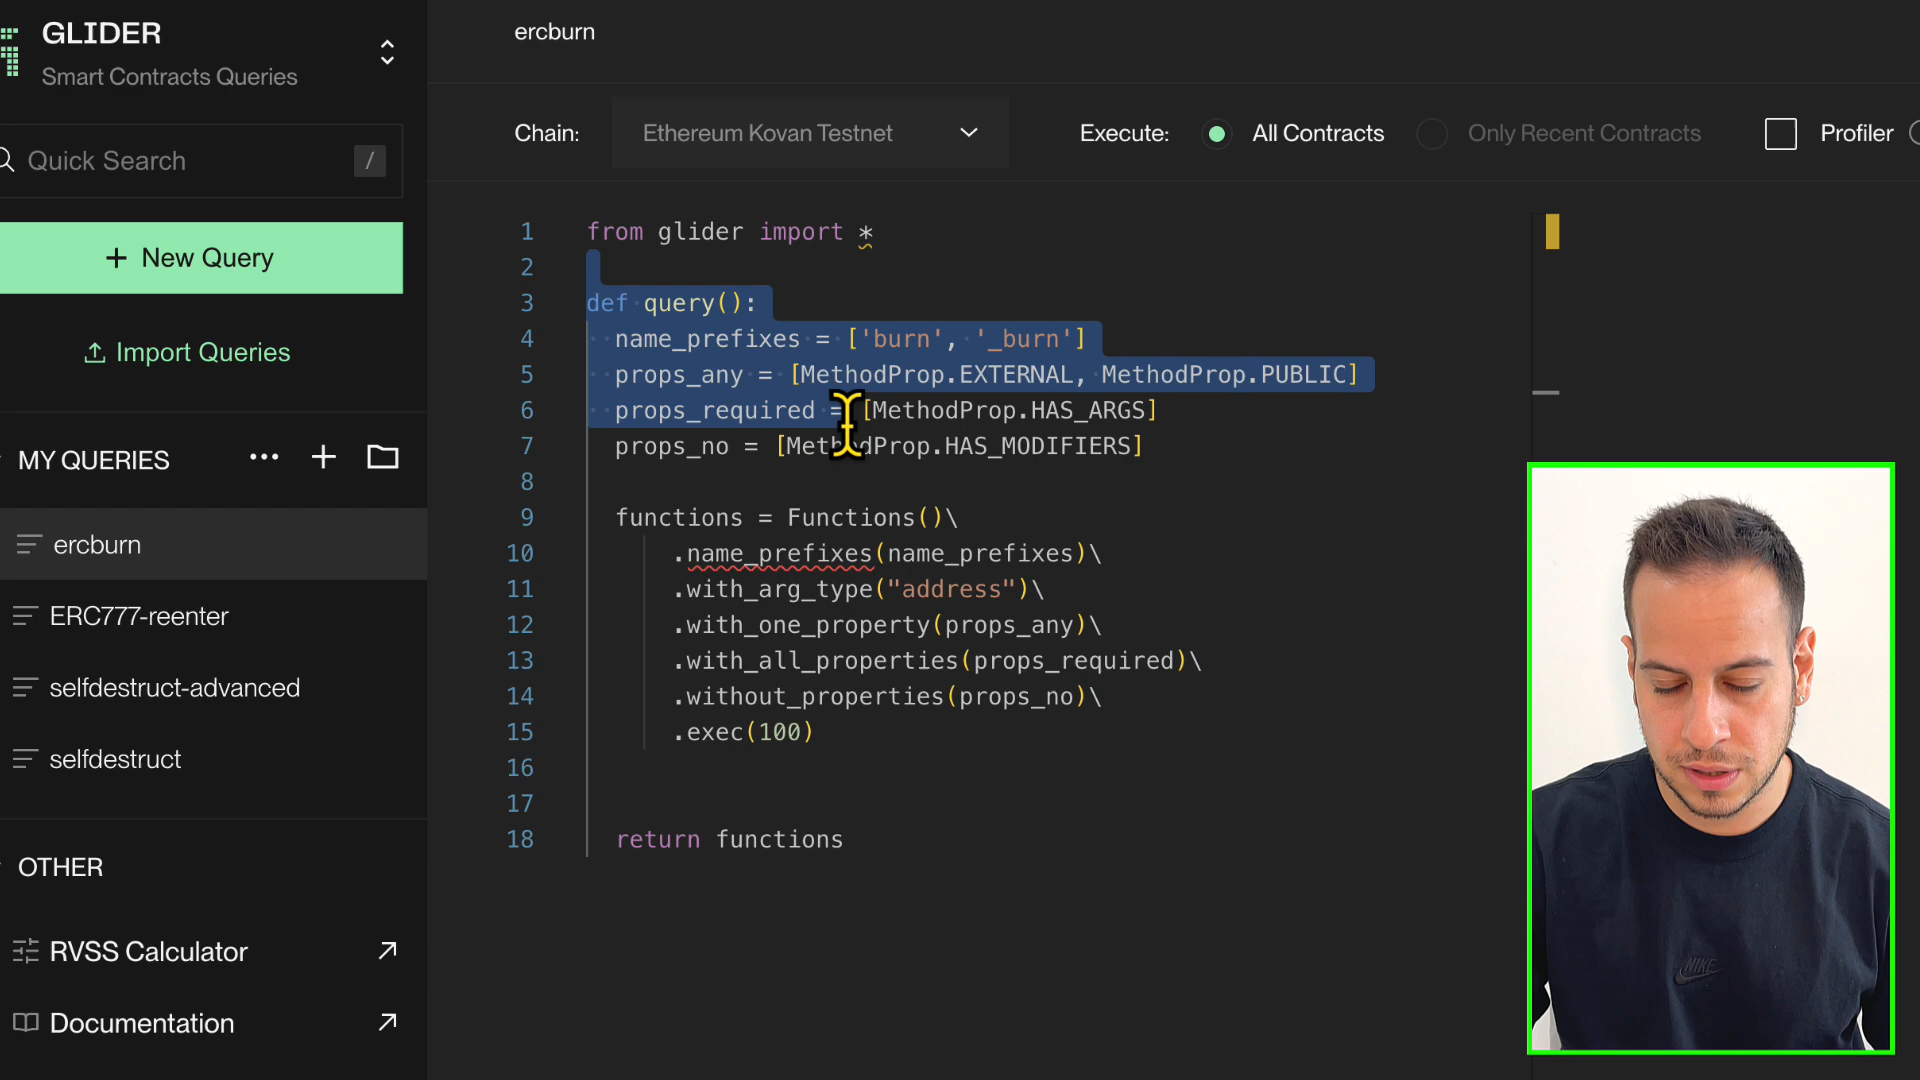 GLIDER
Smart Contracts Queries
Quick Search /
+ New Query
Import Queries
MY QUERIES
ercburn
ERC777-reenter
selfdestruct-advanced
selfdestruct
OTHER
RVSS Calculator
Documentation
ercburn
Chain: Ethereum Kovan Testnet Execute: All Contracts Only Recent Contracts Profiler
1 from glider import *
2
3 def query():
4 name_prefixes = ['burn', '_burn']
5 props_any = [MethodProp.EXTERNAL, MethodProp.PUBLIC]
6 props_required = [MethodProp.HAS_ARGS]
7 props_no = [MethodProp.HAS_MODIFIERS]
8
9 functions = Functions()\
10 .name_prefixes(name_prefixes)\
11 .with_arg_type("address")\
12 .with_one_property(props_any)\
13 .with_all_properties(props_required)\
14 .without_properties(props_no)\
15 .exec(100)
16
17
18 return functions
NIKE